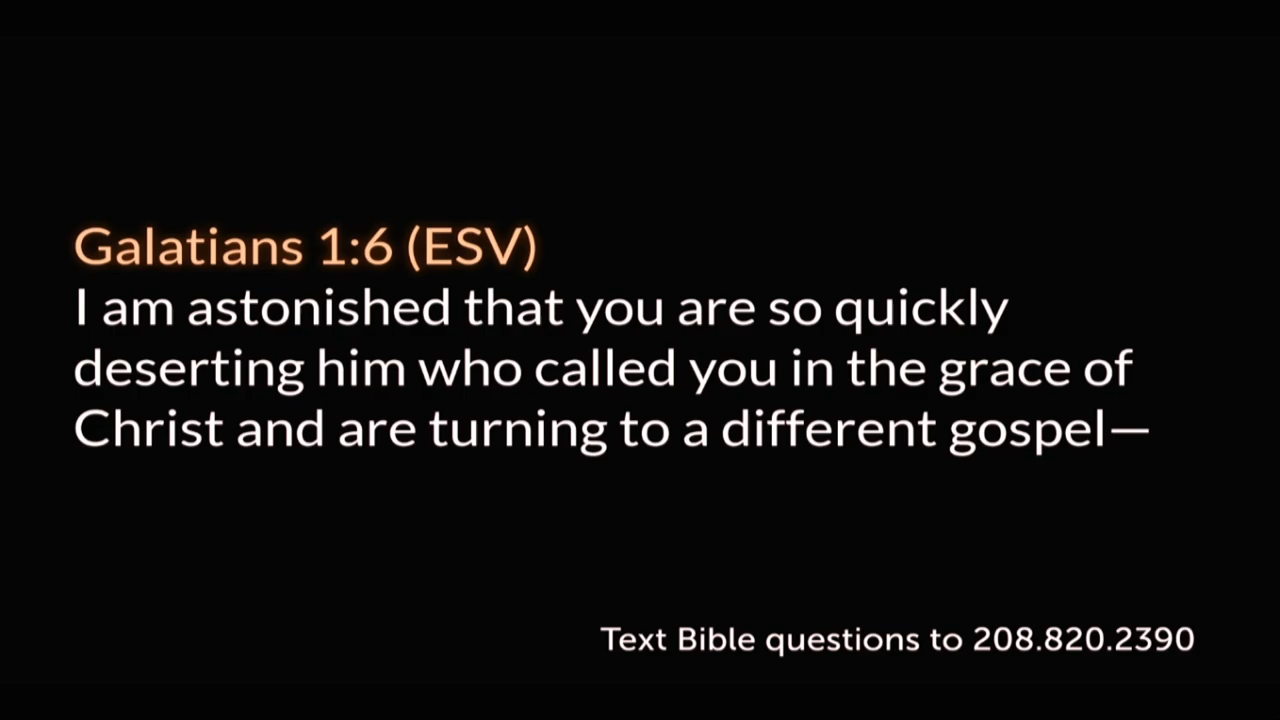 Galatians 1:6 (ESV)
I am astonished that you are so quickly
deserting him who called you in the grace of
Christ and are turning to a different gospel—
Text Bible questions to 208.820.2390